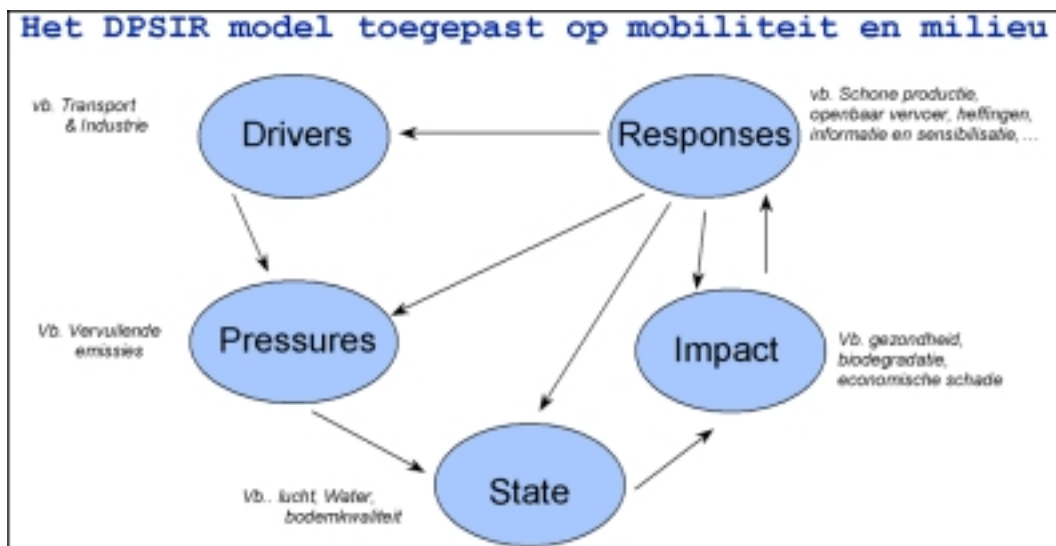 Het DPSIR model toegepast op mobiliteit en milieu
vb. Transport
& Industrie
Drivers
Responses
vb. Schone productie,
openbaar vervoer, heffingen,
informatie en sensibilisatie, ...
Vb. Vervuilende
emissies
Pressures
Impact
Vb. gezondheid,
biodegradatie,
economische schade
Vb.. lucht, Water,
bodemkwaliteit
State